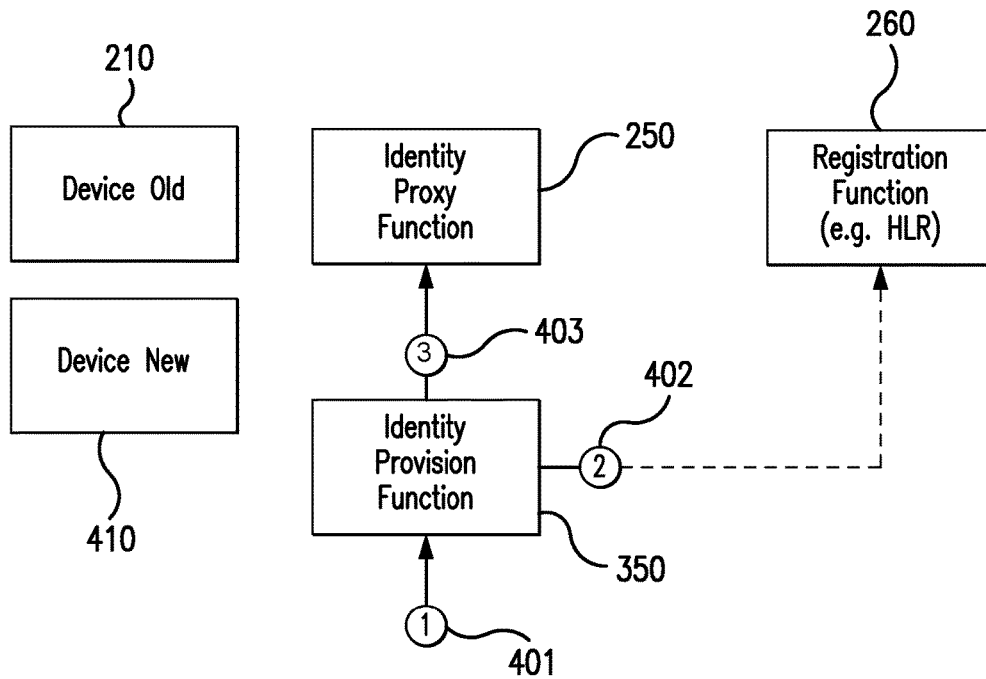 210
260
Device Old
Identity
Proxy
Function
250
Registration
Function
(e.g. HLR)
Device New
3
403
402
Identity
Provision
Function
2
410
350
1
401